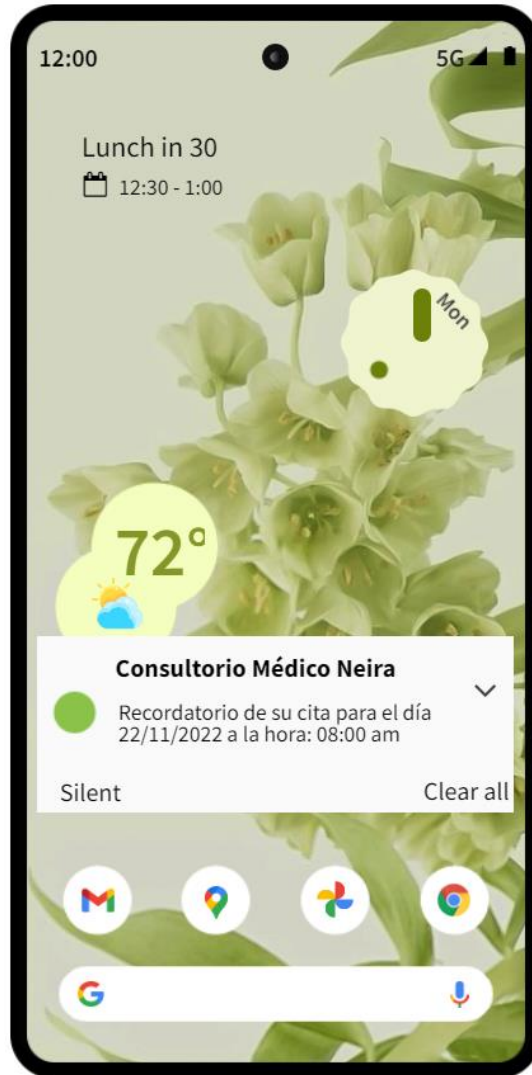 12:00
5G
Lunch in 30
12:30 - 1:00
Mon
72°
Consultorio Médico Neira
Recordatorio de su cita para el día
22/11/2022 a la hora: 08:00 am
Silent
Clear all